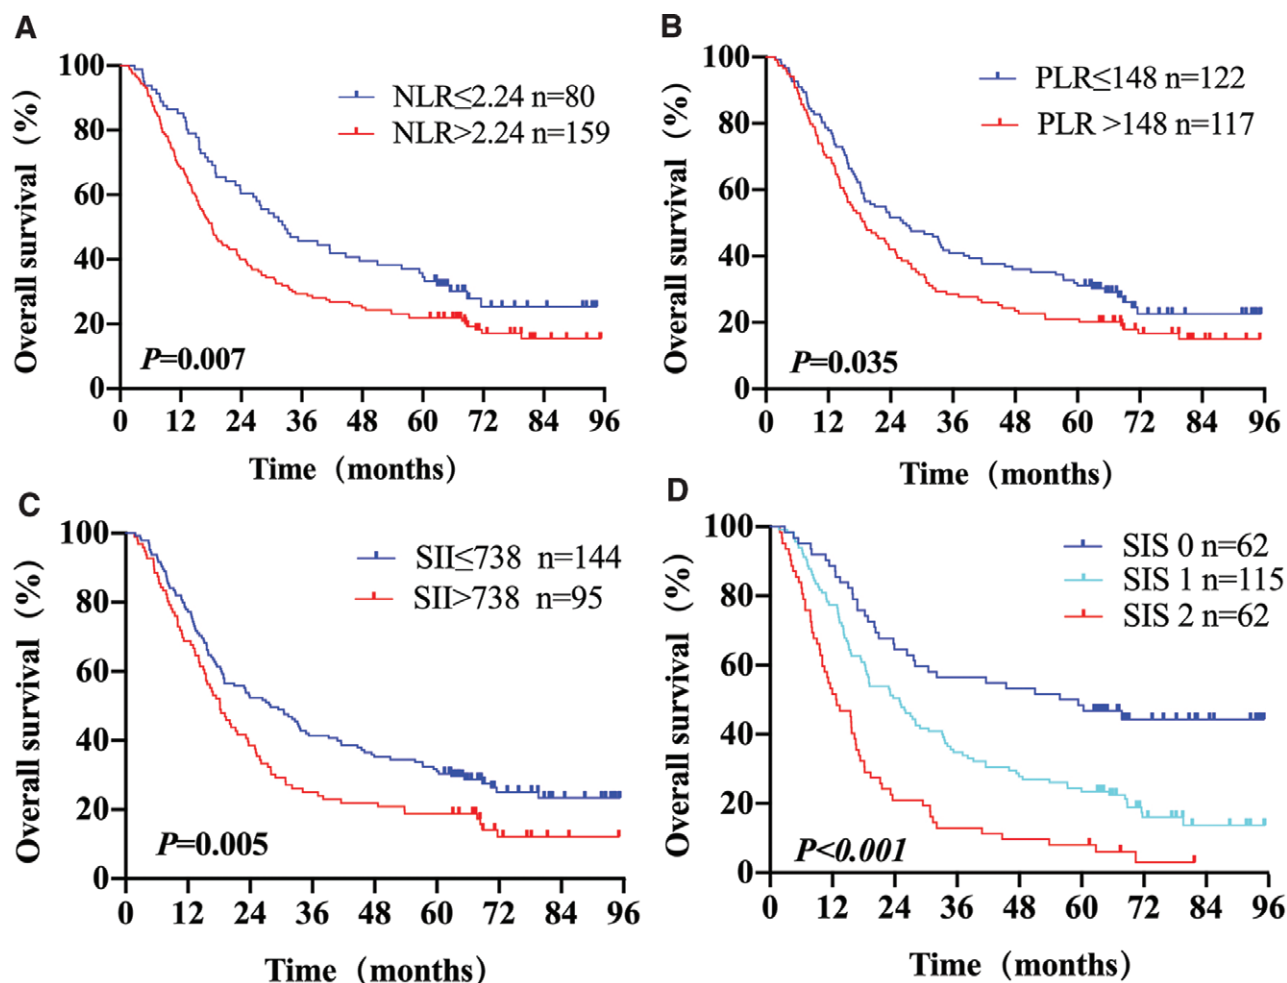 A
Overall survival (%)
100
80
60
40
20
0
NLR≤2.24 n=80
NLR>2.24 n=159
P=0.007
0 12 24 36 48 60 72 84 96
Time (months)
B
Overall survival (%)
100
80
60
40
20
0
PLR≤148 n=122
PLR >148 n=117
P=0.035
0 12 24 36 48 60 72 84 96
Time (months)
C
Overall survival (%)
100
80
60
40
20
0
SII≤738 n=144
SII>738 n=95
P=0.005
0 12 24 36 48 60 72 84 96
Time (months)
D
Overall survival (%)
100
80
60
40
20
0
SIS 0 n=62
SIS 1 n=115
SIS 2 n=62
P<0.001
0 12 24 36 48 60 72 84 96
Time (months)